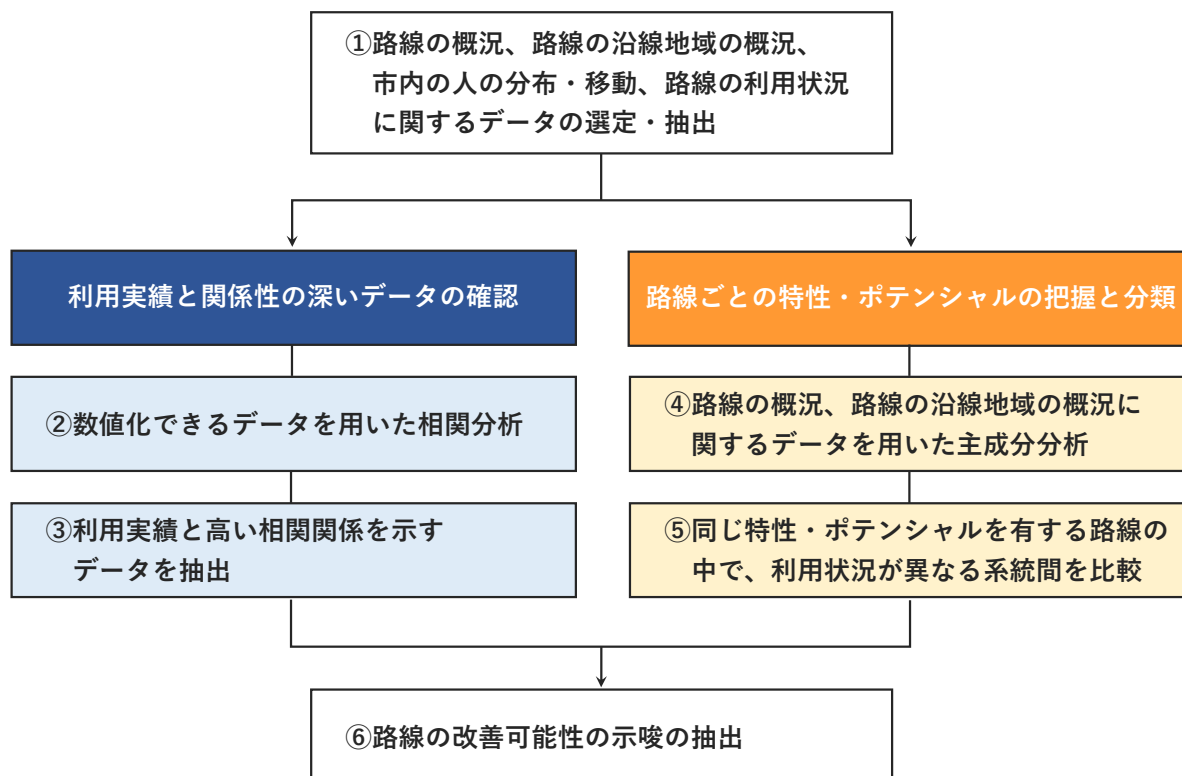 ①路線の概況、路線の沿線地域の概況、
市内の人の分布・移動、路線の利用状況
に関するデータの選定・抽出
利用実績と関係性の深いデータの確認
②数値化できるデータを用いた相関分析
③利用実績と高い相関関係を示す
データを抽出
路線ごとの特性・ポテンシャルの把握と分類
④路線の概況、路線の沿線地域の概況に
関するデータを用いた主成分分析
⑤同じ特性・ポテンシャルを有する路線の
中で、利用状況が異なる系統間を比較
⑥路線の改善可能性の示唆の抽出